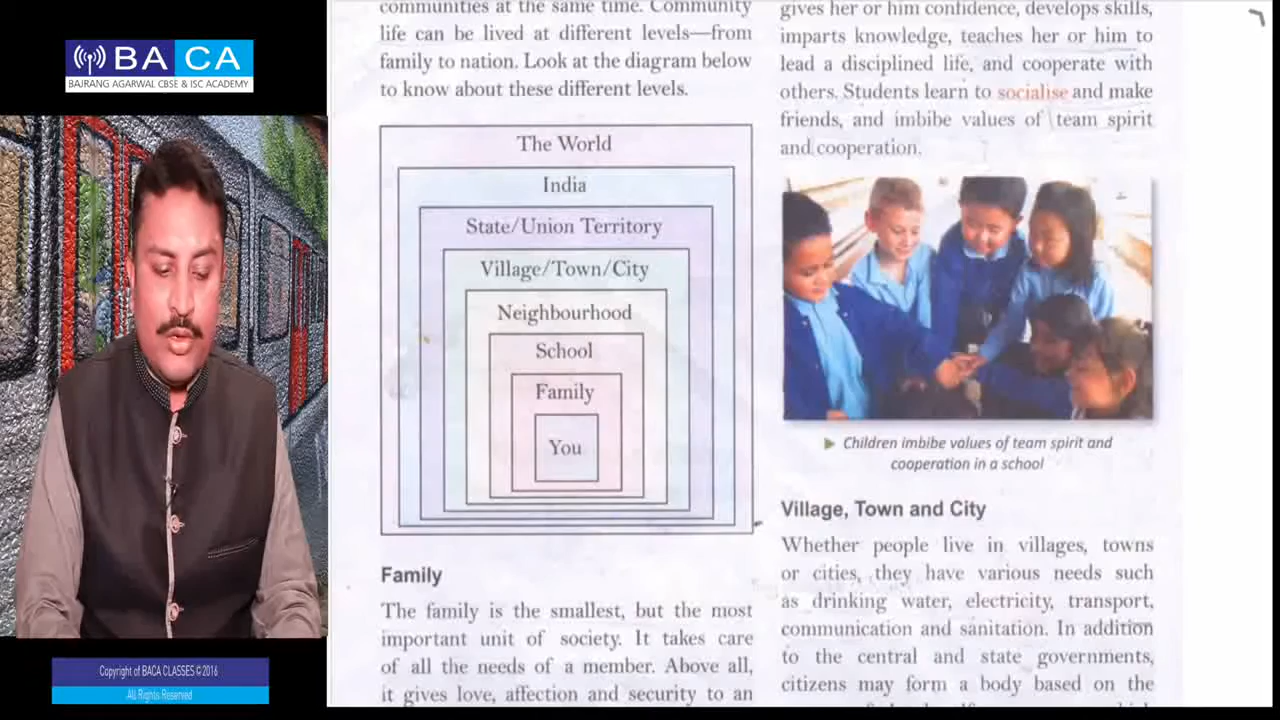 BACA
BAJRANG AGARWAL CBSE & ISC ACADEMY
communities at the same time. Community
life can be lived at different levels—from
family to nation. Look at the diagram below
to know about these different levels.
The World
India
State/Union Territory
Village/Town/City
Neighbourhood
School
Family
You
Family
The family is the smallest, but the most
important unit of society. It takes care
of all the needs of a member. Above all,
it gives love, affection and security to an
gives her or him confidence, develops skills,
imparts knowledge, teaches her or him to
lead a disciplined life, and cooperate with
others. Students learn to socialise and make
friends, and imbibe values of team spirit
and cooperation.
Children imbibe values of team spirit and
cooperation in a school
Village, Town and City
Whether people live in villages, towns
or cities, they have various needs such
as drinking water, electricity, transport,
communication and sanitation. In addition
to the central and state governments,
citizens may form a body based on the
Copyright of BACA CLASSES ©2016
All Rights Reserved